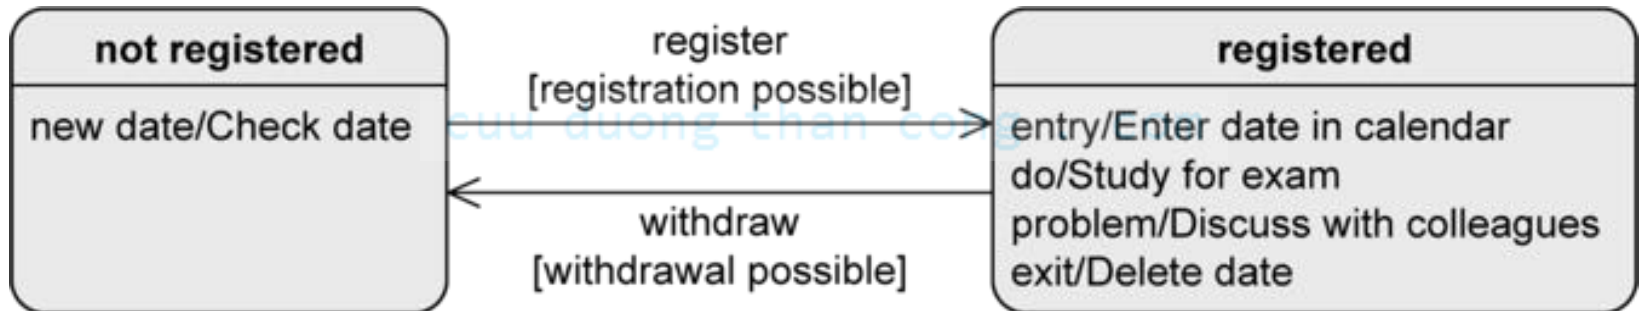 not registered
new date/Check date
register
[registration possible]
cuu duong than cong . com
withdraw
[withdrawal possible]
registered
entry/Enter date in calendar
do/Study for exam
problem/Discuss with colleagues
exit/Delete date